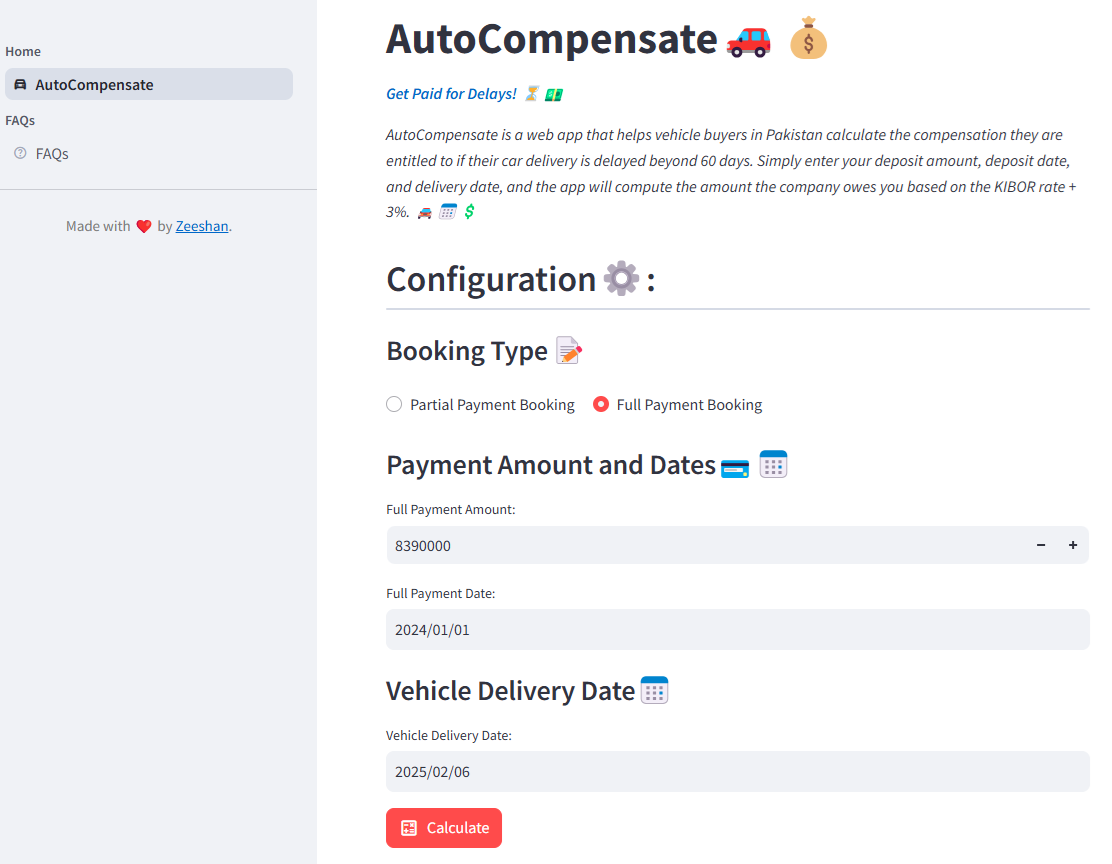 Home
AutoCompensate
FAQs
FAQs
Made with ❤️ by Zeeshan.
AutoCompensate 🚗 💰
Get Paid for Delays! ⏳ 💵
AutoCompensate is a web app that helps vehicle buyers in Pakistan calculate the compensation they are
entitled to if their car delivery is delayed beyond 60 days. Simply enter your deposit amount, deposit date,
and delivery date, and the app will compute the amount the company owes you based on the KIBOR rate +
3%. 🚘 📅 💲
Configuration ⚙️ :
Booking Type 📝
Partial Payment Booking Full Payment Booking
Payment Amount and Dates 💳 📅
Full Payment Amount:
8390000 − +
Full Payment Date:
2024/01/01
Vehicle Delivery Date 📅
Vehicle Delivery Date:
2025/02/06
Calculate